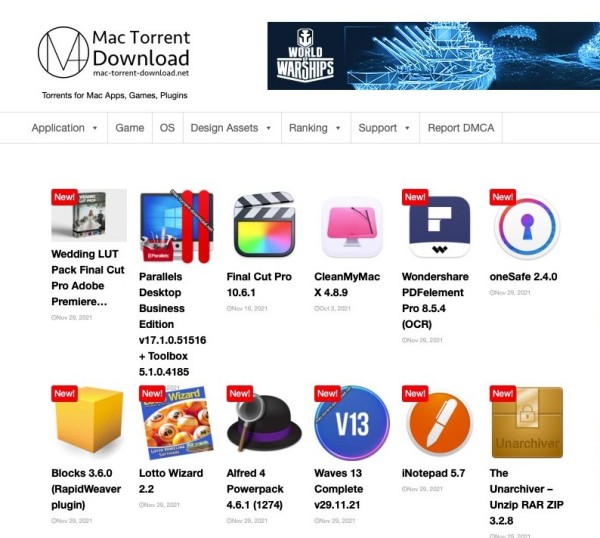 Mac Torrent
Download
mac-torrent-download.net
Torrents for Mac Apps, Games, Plugins
WORLD OF
WARSHIPS
Application Game OS Design Assets Ranking Support Report DMCA
New!
Wedding LUT
Pack Final Cut
Pro Adobe
Premiere...
Nov 29, 2021
Parallels
Parallels
Desktop
Business
Edition
v17.1.0.51516
+ Toolbox
5.1.0.4185
2021
Final Cut Pro
10.6.1
Nov 16, 2021
CleanMyMac
X 4.8.9
Oct 3, 2021
New!
Wondershare
PDFelement
Pro 8.5.4
(OCR)
Nov 29, 2021
New!
oneSafe 2.4.0
Nov 29, 2021
New!
Blocks 3.6.0
(RapidWeaver
plugin)
Nov 29, 2021
New!
Wizard
Lotto Wizard
2.2
Nov 29, 2021
New!
Alfred 4
Powerpack
4.6.1 (1274)
Nov 29, 2021
New!
V13
Waves 13
Complete
v29.11.21
Nov 29, 2021
New!
iNotepad 5.7
Nov 29, 2021
New!
Unarchiver
The
Unarchiver –
Unzip RAR ZIP
3.2.8
Nov 29, 2021